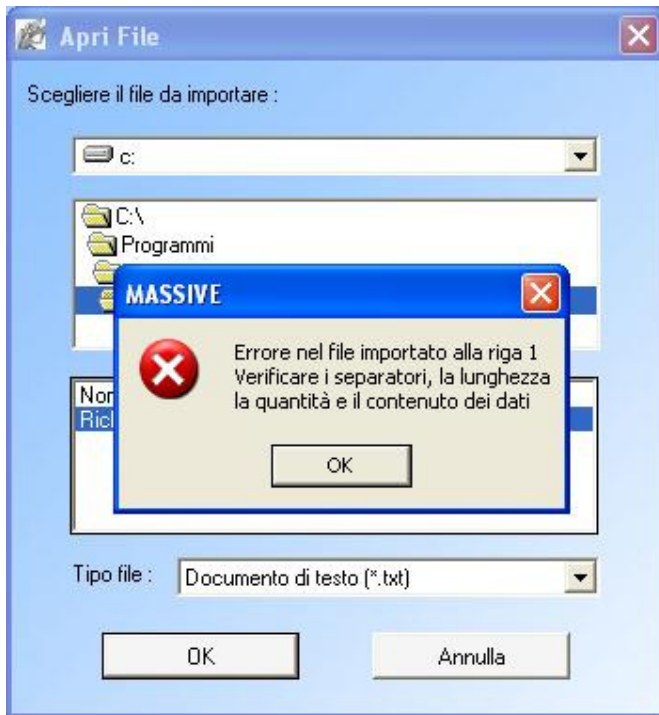 Apri File
Scegliere il file da importare :
c:
C:\
Programmi
MASSIVE
Errore nel file importato alla riga 1
Verificare i separatori, la lunghezza
la quantità e il contenuto dei dati
OK
Tipo file :
Documento di testo (*.txt)
OK
Annulla